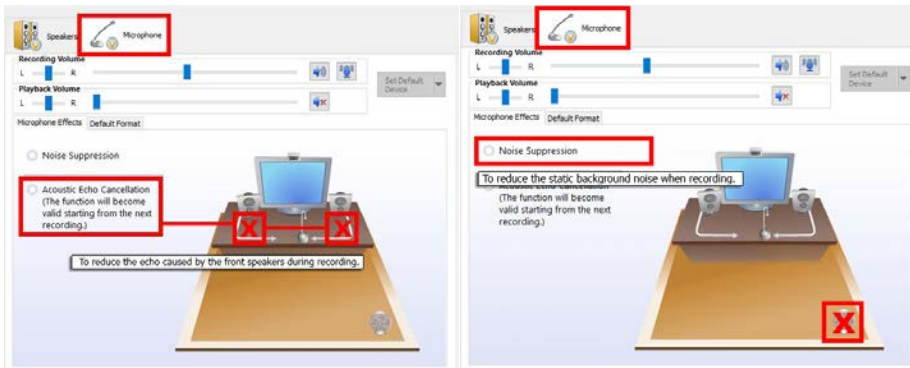 Speakers
Microphone
Recording Volume
L R
Set Default
Device
Playback Volume
L R
Microphone Effects Default Format
Noise Suppression
Acoustic Echo Cancellation
(The function will become
valid starting from the next
recording.)
X X
To reduce the echo caused by the front speakers during recording.
Speakers
Microphone
Recording Volume
L R
Set Default
Device
Playback Volume
L R
Microphone Effects Default Format
Noise Suppression
To reduce the static background noise when recording.
Acoustic Echo Cancellation
(The function will become
valid starting from the next
recording.)
X